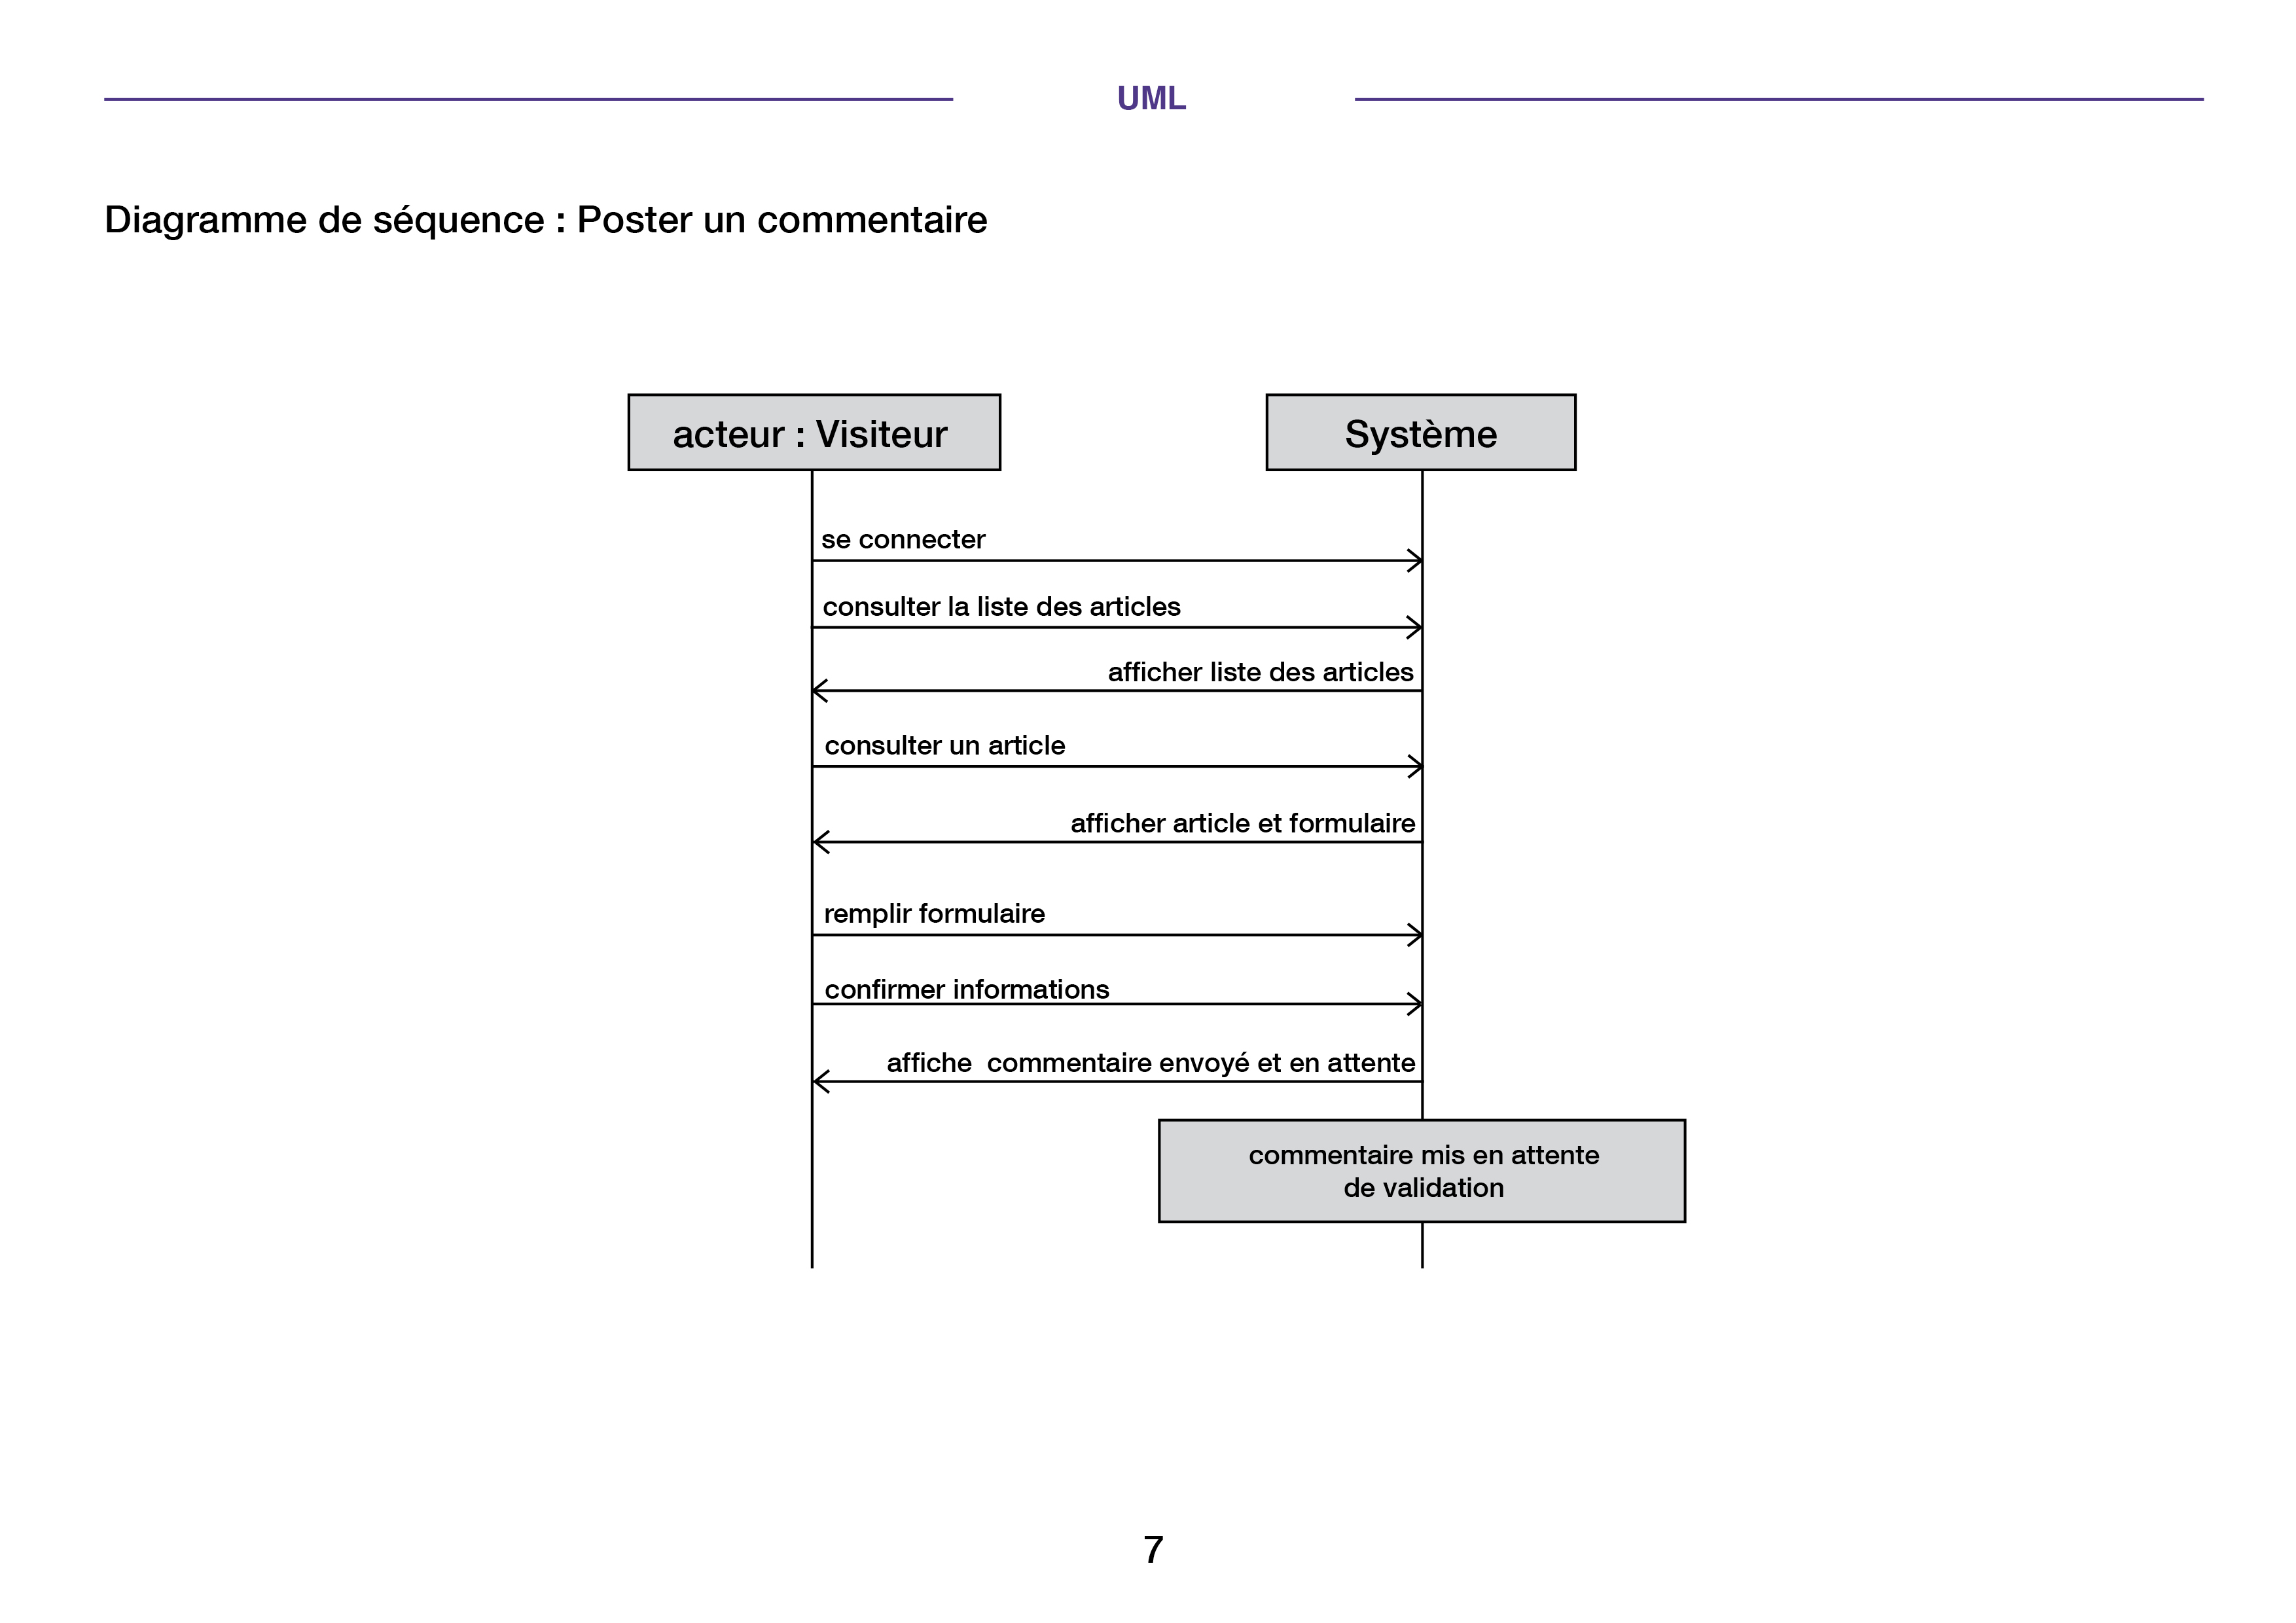 UML
Diagramme de séquence : Poster un commentaire
acteur : Visiteur
Système
se connecter
consulter la liste des articles
afficher liste des articles
consulter un article
afficher article et formulaire
remplir formulaire
confirmer informations
affiche  commentaire envoyé et en attente
commentaire mis en attente
de validation
7